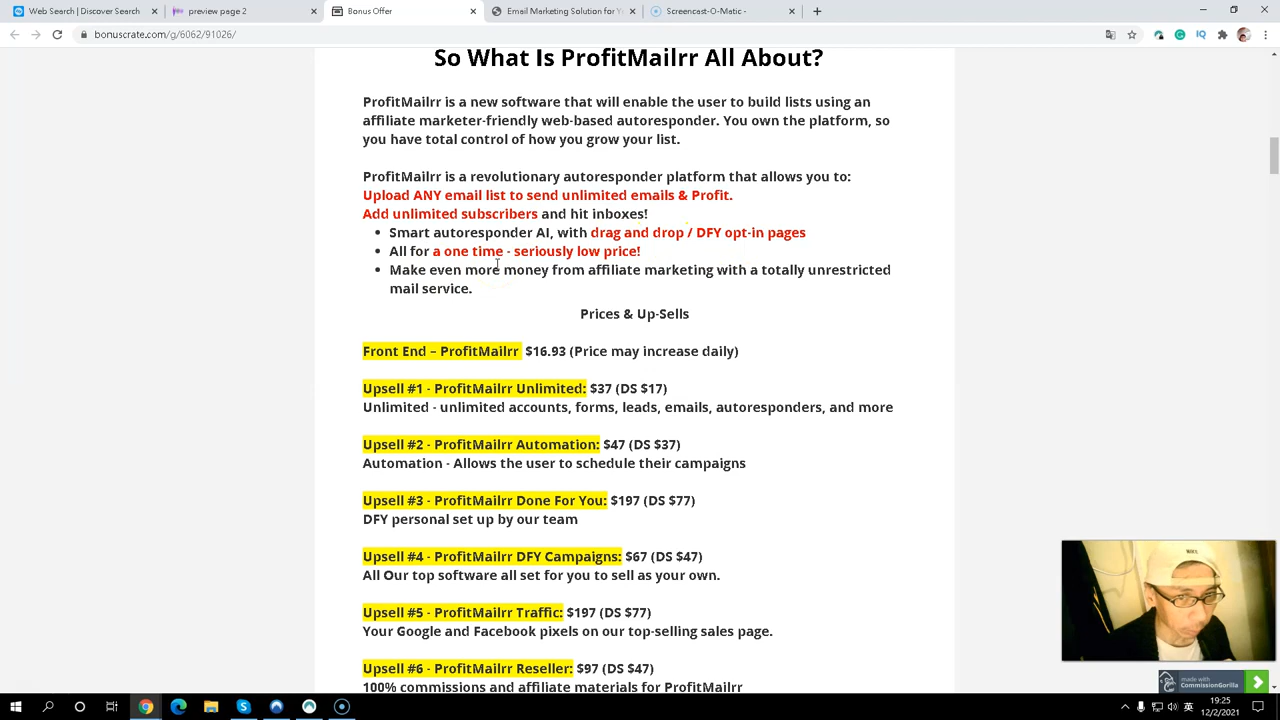 Web Search | DuckDuckGo
preview page 2
Bonus Offer
Email Marketing Solution for Yo
Screencast-O-Matic -
bonuscrate.com/g/6062/91026/
So What Is ProfitMailrr All About?
ProfitMailrr is a new software that will enable the user to build lists using an
affiliate marketer-friendly web-based autoresponder. You own the platform, so
you have total control of how you grow your list.
ProfitMailrr is a revolutionary autoresponder platform that allows you to:
Upload ANY email list to send unlimited emails & Profit.
Add unlimited subscribers and hit inboxes!
Smart autoresponder AI, with drag and drop / DFY opt-in pages
All for a one time - seriously low price!
Make even more money from affiliate marketing with a totally unrestricted
mail service.
Prices & Up-Sells
Front End – ProfitMailrr $16.93 (Price may increase daily)
Upsell #1 - ProfitMailrr Unlimited: $37 (DS $17)
Unlimited - unlimited accounts, forms, leads, emails, autoresponders, and more
Upsell #2 - ProfitMailrr Automation: $47 (DS $37)
Automation - Allows the user to schedule their campaigns
Upsell #3 - ProfitMailrr Done For You: $197 (DS $77)
DFY personal set up by our team
Upsell #4 - ProfitMailrr DFY Campaigns: $67 (DS $47)
All Our top software all set for you to sell as your own.
Upsell #5 - ProfitMailrr Traffic: $197 (DS $77)
Your Google and Facebook pixels on our top-selling sales page.
Upsell #6 - ProfitMailrr Reseller: $97 (DS $47)
100% commissions and affiliate materials for ProfitMailrr
made with
CommissionGorilla
19:25
12/2/2021